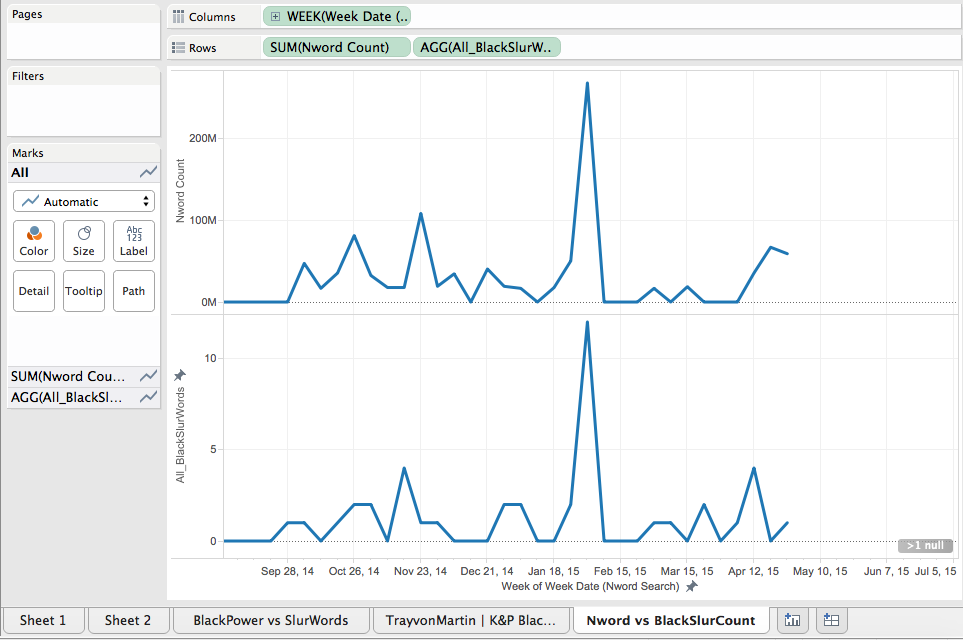 Pages
Columns
WEEK(Week Date (..
Rows
SUM(Nword Count)
AGG(All_BlackSlurW..
Filters
Marks
All
Automatic
Color
Size
Abc
123
Label
Detail
Tooltip
Path
SUM(Nword Cou...
AGG(All_BlackSl...
Nword Count
200M
100M
0M
All_BlackSlurWords
10
5
0
>1 null
Sep 28, 14
Oct 26, 14
Nov 23, 14
Dec 21, 14
Jan 18, 15
Feb 15, 15
Mar 15, 15
Apr 12, 15
May 10, 15
Jun 7, 15
Jul 5, 15
Week of Week Date (Nword Search)
Sheet 1
Sheet 2
BlackPower vs SlurWords
TrayvonMartin | K&P Blac...
Nword vs BlackSlurCount